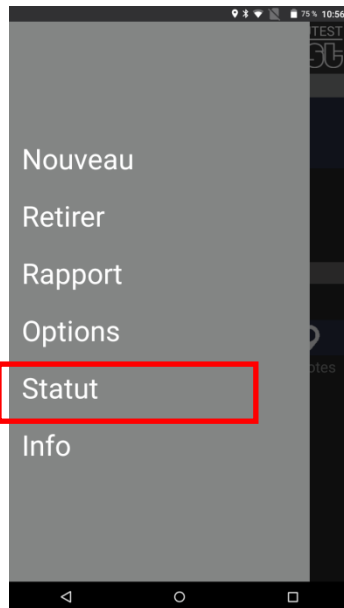 75 % 10:56
Nouveau
Retirer
Rapport
Options
Statut
Info